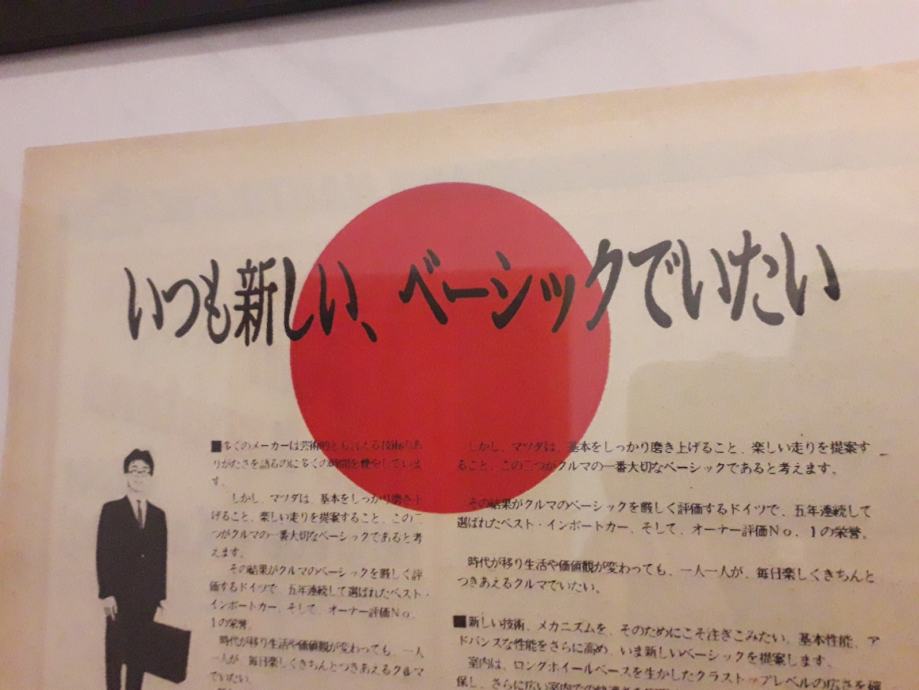 いつも新しい、ベーシックでいたい
■多くのメーカーは芸術的ともいえる技術のあ
りがたさを語るのに多くの時間を費やしていま
す。
しかし、マツダは、基本をしっかり磨き上
げること、楽しい走りを提案すること、この二
つがクルマの一番大切なベーシックであると考
えます。
その結果がクルマのベーシックを厳しく評
価するドイツで、五年連続して選ばれたベスト・
インポートカー、そして、オーナー評価No.
1の栄誉。
時代が移り生活や価値観が変わっても、一人
一人が、毎日楽しくきちんとつきあえるクルマ
でいたい。
しかし、マツダは、基本をしっかり磨き上げること、楽しい走りを提案す
ること、この二つがクルマの一番大切なベーシックであると考えます。
その結果がクルマのベーシックを厳しく評価するドイツで、五年連続して
選ばれたベスト・インポートカー、そして、オーナー評価No.1の栄誉。
時代が移り生活や価値観が変わっても、一人一人が、毎日楽しくきちんと
つきあえるクルマでいたい。
■新しい技術、メカニズムを、そのためにこそ注ぎこみたい。基本性能、ア
ドバンスな性能をさらに高め、いま新しいベーシックを提案します。
室内は、ロングホイールベースを生かしたクラストップレベルの広さを確
保し、さらに広い室内での快適さを